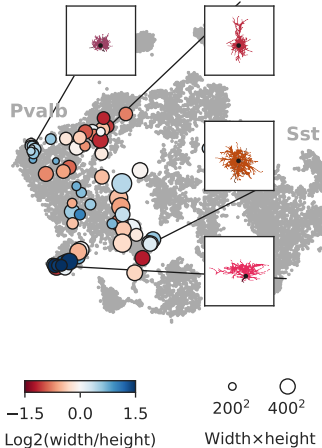 Pvalb
Sst
−1.5 0.0 1.5
Log2(width/height)
200² 400²
Width×height